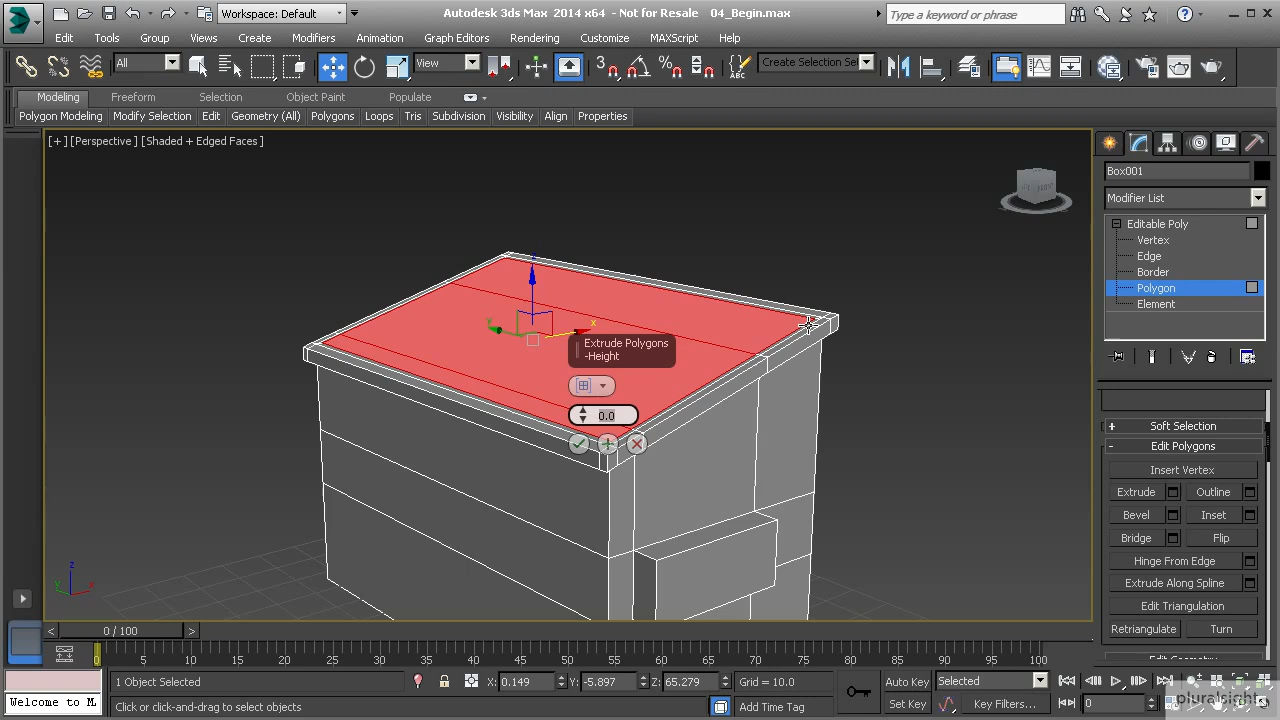 Workspace: Default
Autodesk 3ds Max 2014 x64 - Not for Resale 04_Begin.max
Type a keyword or phrase
Edit Tools Group Views Create Modifiers Animation Graph Editors Rendering Customize MAXScript Help
All View Create Selection Se
Modeling Freeform Selection Object Paint Populate
Polygon Modeling Modify Selection Edit Geometry (All) Polygons Loops Tris Subdivision Visibility Align Properties
[+] [Perspective] [Shaded + Edged Faces]
Box001
Modifier List
Editable Poly
Vertex
Edge
Border
Polygon
Element
z
y
x
Extrude Polygons
-Height
0.0
+ Soft Selection
- Edit Polygons
Insert Vertex
Extrude Outline
Bevel Inset
Bridge Flip
Hinge From Edge
Extrude Along Spline
Edit Triangulation
Retriangulate Turn
z
y
x
< 0 / 100 >
0 5 10 15 20 25 30 35 40 45 50 55 60 65 70 75 80 85 90 95 100
1 Object Selected X: 0.149 Y: -5.897 Z: 65.279 Grid = 10.0 Auto Key Selected
Welcome to M Click or click-and-drag to select objects Add Time Tag Set Key Key Filters... 0
pluralsight